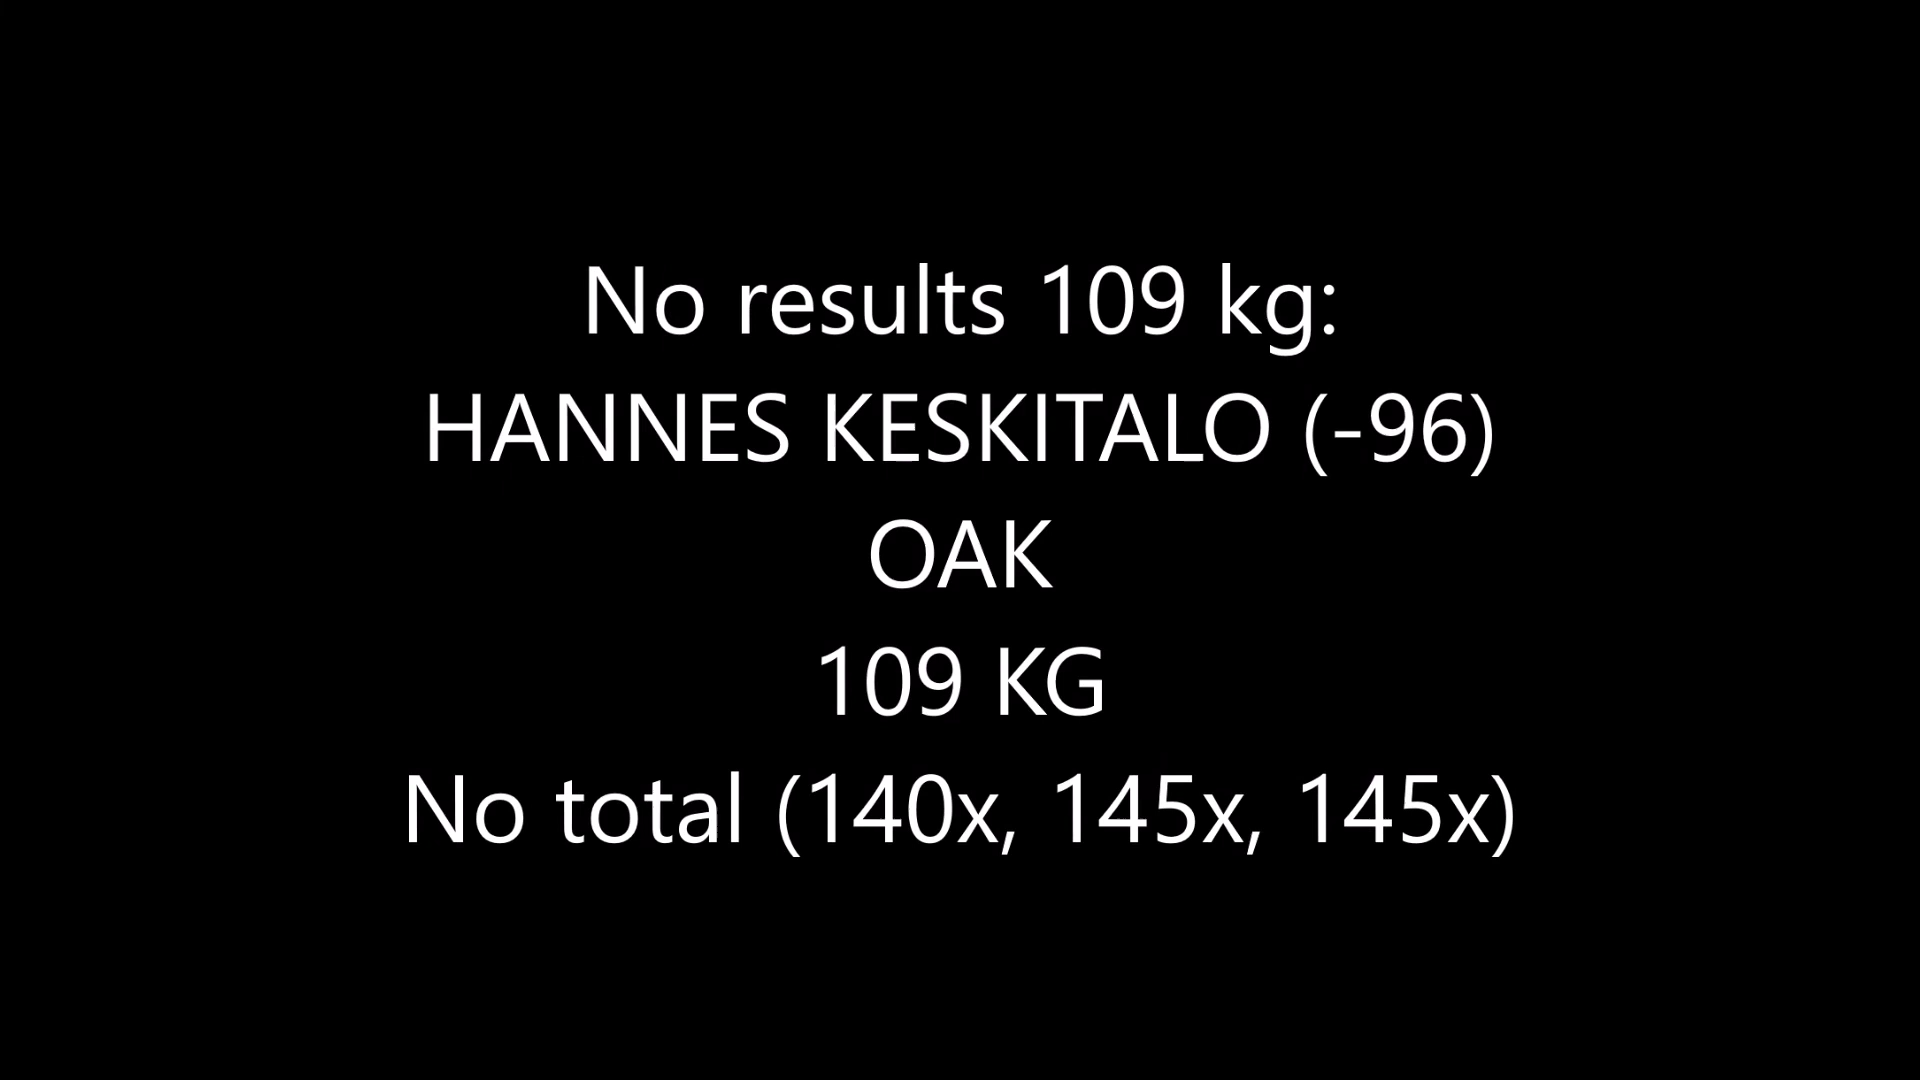 No results 109 kg:
HANNES KESKITALO (-96)
OAK
109 KG
No total (140x, 145x, 145x)